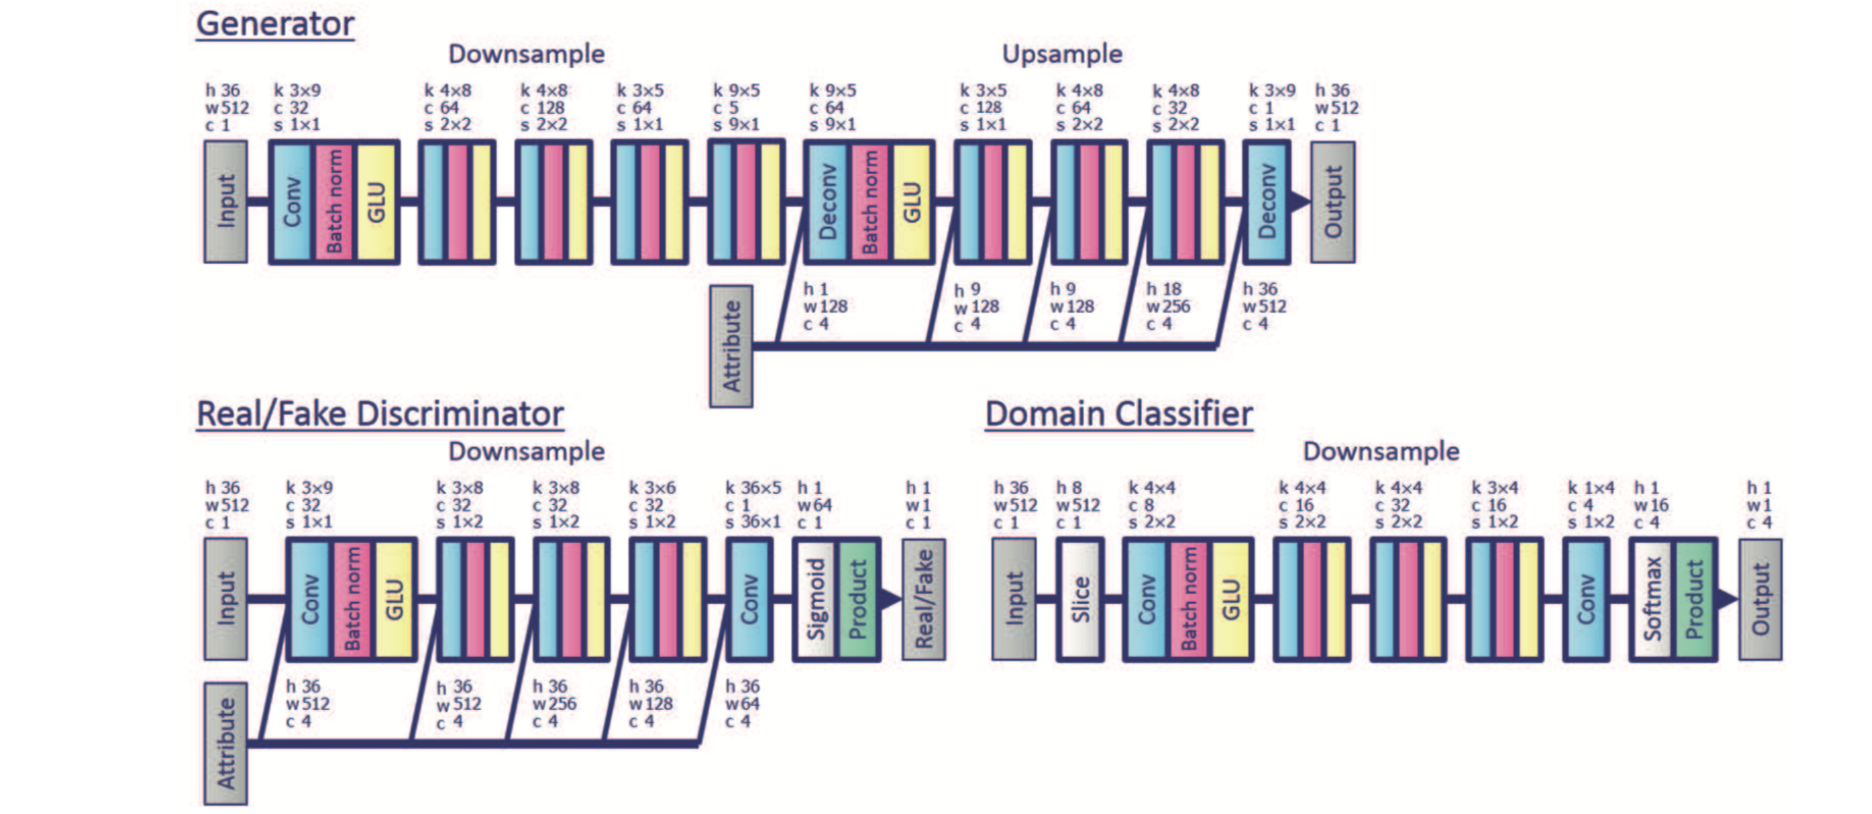 Generator
Downsample
Upsample
h 36
w 512
c 1
k 3×9
c 32
s 1×1
k 4×8
c 64
s 2×2
k 4×8
c 128
s 2×2
k 3×5
c 64
s 1×1
k 9×5
c 5
s 9×1
k 9×5
c 64
s 9×1
k 3×5
c 128
s 1×1
k 4×8
c 64
s 2×2
k 4×8
c 32
s 2×2
k 3×9
c 1
s 1×1
h 36
w 512
c 1
Input
Conv
Batch norm
GLU
Deconv
Batch norm
GLU
Deconv
Output
h 1
w 128
c 4
h 9
w 128
c 4
h 9
w 128
c 4
h 18
w 256
c 4
h 36
w 512
c 4
Attribute
Real/Fake Discriminator
Downsample
h 36
w 512
c 1
k 3×9
c 32
s 1×1
k 3×8
c 32
s 1×2
k 3×8
c 32
s 1×2
k 3×6
c 32
s 1×2
k 36×5
c 1
s 36×1
h 1
w 64
c 1
h 1
w 1
c 1
Input
Conv
Batch norm
GLU
Conv
Sigmoid
Product
Real/Fake
h 36
w 512
c 4
h 36
w 512
c 4
h 36
w 256
c 4
h 36
w 128
c 4
h 36
w 64
c 4
Attribute
Domain Classifier
Downsample
h 36
w 512
c 1
h 8
w 512
c 1
k 4×4
c 8
s 2×2
k 4×4
c 16
s 2×2
k 4×4
c 32
s 2×2
k 3×4
c 16
s 1×2
k 1×4
c 4
s 1×2
h 1
w 16
c 4
h 1
w 1
c 4
Input
Slice
Conv
Batch norm
GLU
Conv
Softmax
Product
Output